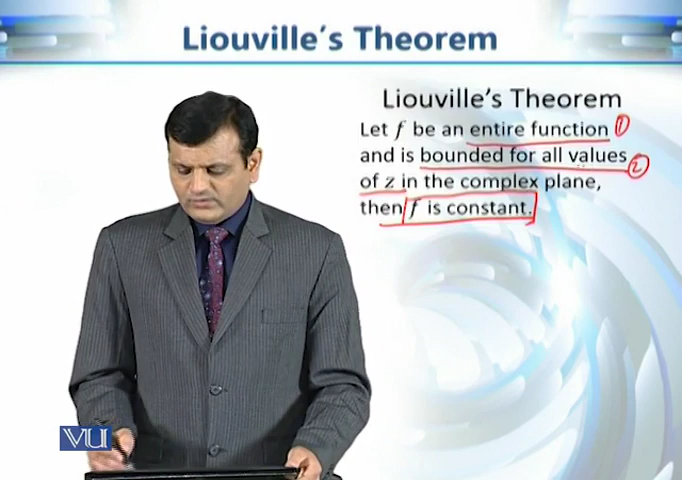 Liouville´s Theorem
Liouville’s Theorem
Let f be an entire function ①
and is bounded for all values
of z in the complex plane, ②
then f is constant.
VU